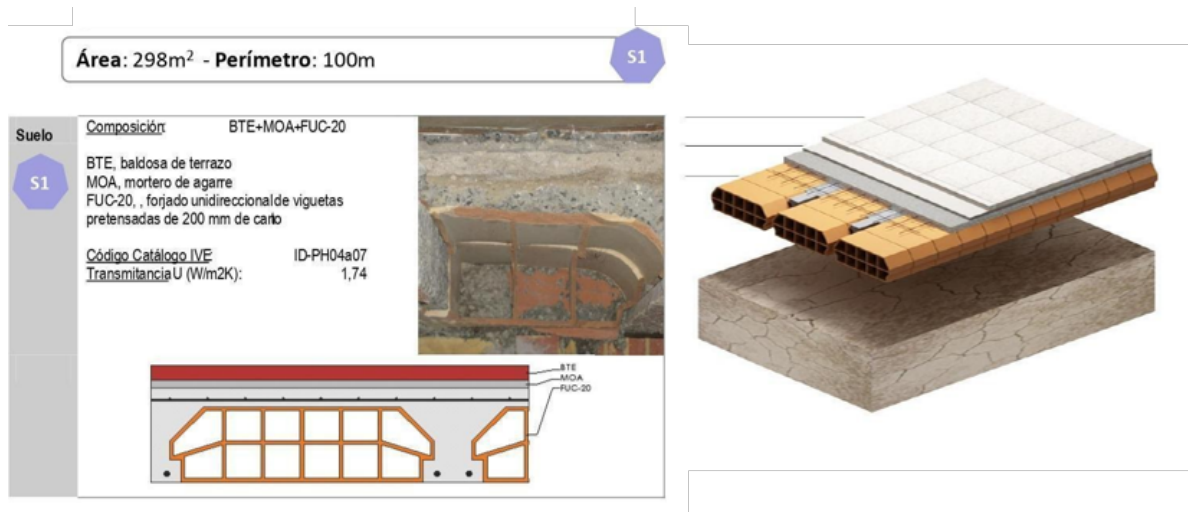 Área: 298m² - Perímetro: 100m
S1
Suelo
S1
Composición: BTE+MOA+FUC-20
BTE, baldosa de terrazo
MOA, mortero de agarre
FUC-20, , forjado unidireccional de viguetas
pretensadas de 200 mm de canto
Código Catálogo IVE: ID-PH04a07
Transmitancia U (W/m2K): 1,74
BTE
MOA
FUC-20